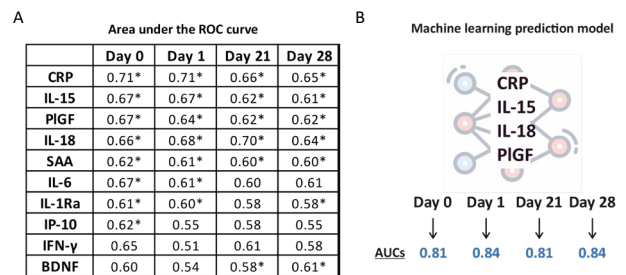 A
Area under the ROC curve
Day 0 Day 1 Day 21 Day 28
CRP 0.71* 0.71* 0.66* 0.65*
IL-15 0.67* 0.67* 0.62* 0.61*
PlGF 0.67* 0.64* 0.62* 0.62*
IL-18 0.66* 0.68* 0.70* 0.64*
SAA 0.62* 0.61* 0.60* 0.60*
IL-6 0.67* 0.61* 0.60 0.61
IL-1Ra 0.61* 0.60* 0.58 0.58*
IP-10 0.62* 0.55 0.58 0.55
IFN-γ 0.65 0.51 0.61 0.58
BDNF 0.60 0.54 0.58* 0.61*
B
Machine learning prediction model
CRP
IL-15
IL-18
PlGF
Day 0 Day 1 Day 21 Day 28
AUCs 0.81 0.84 0.81 0.84